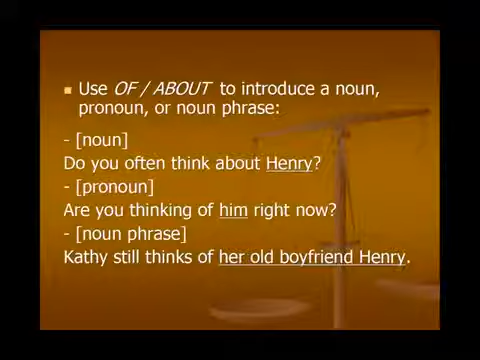 Use OF / ABOUT to introduce a noun,
pronoun, or noun phrase:
- [noun]
Do you often think about Henry?
- [pronoun]
Are you thinking of him right now?
- [noun phrase]
Kathy still thinks of her old boyfriend Henry.